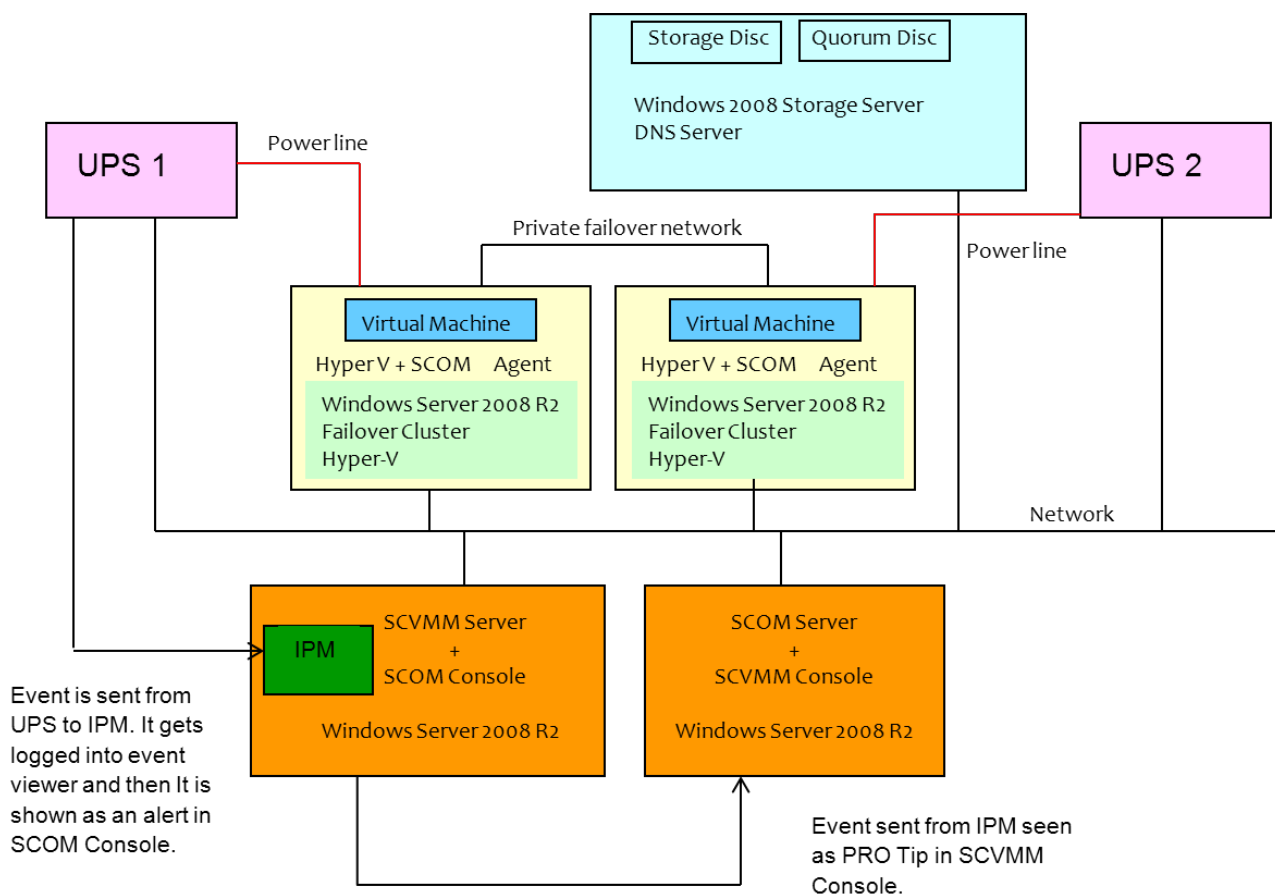 Storage Disc
Quorum Disc
Windows 2008 Storage Server
DNS Server
UPS 1
Power line
UPS 2
Private failover network
Power line
Virtual Machine
Hyper V + SCOM Agent
Windows Server 2008 R2
Failover Cluster
Hyper-V
Virtual Machine
Hyper V + SCOM Agent
Windows Server 2008 R2
Failover Cluster
Hyper-V
Network
IPM
SCVMM Server
+
SCOM Console
Windows Server 2008 R2
SCOM Server
+
SCVMM Console
Windows Server 2008 R2
Event is sent from
UPS to IPM. It gets
logged into event
viewer and then It is
shown as an alert in
SCOM Console.
Event sent from IPM seen
as PRO Tip in SCVMM
Console.